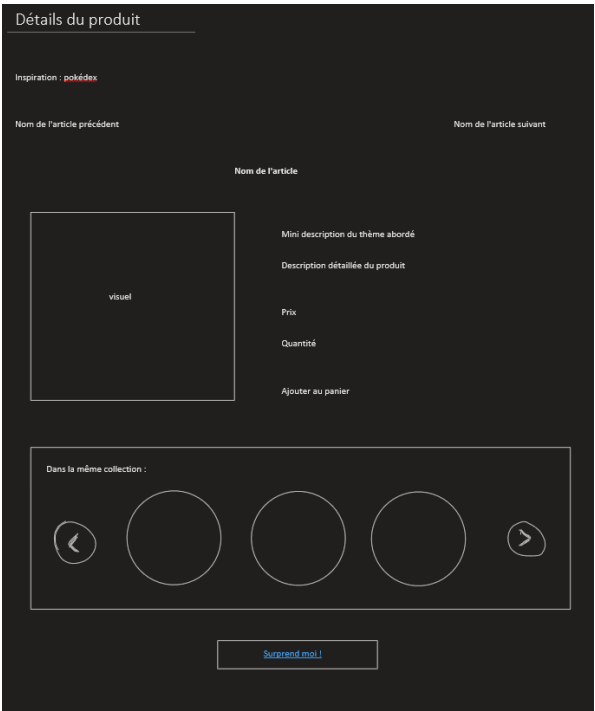 Détails du produit
Inspiration : pokédex
Nom de l'article précédent
Nom de l'article suivant
Nom de l'article
visuel
Mini description du thème abordé
Description détaillée du produit
Prix
Quantité
Ajouter au panier
Dans la même collection :
Surprend moi !